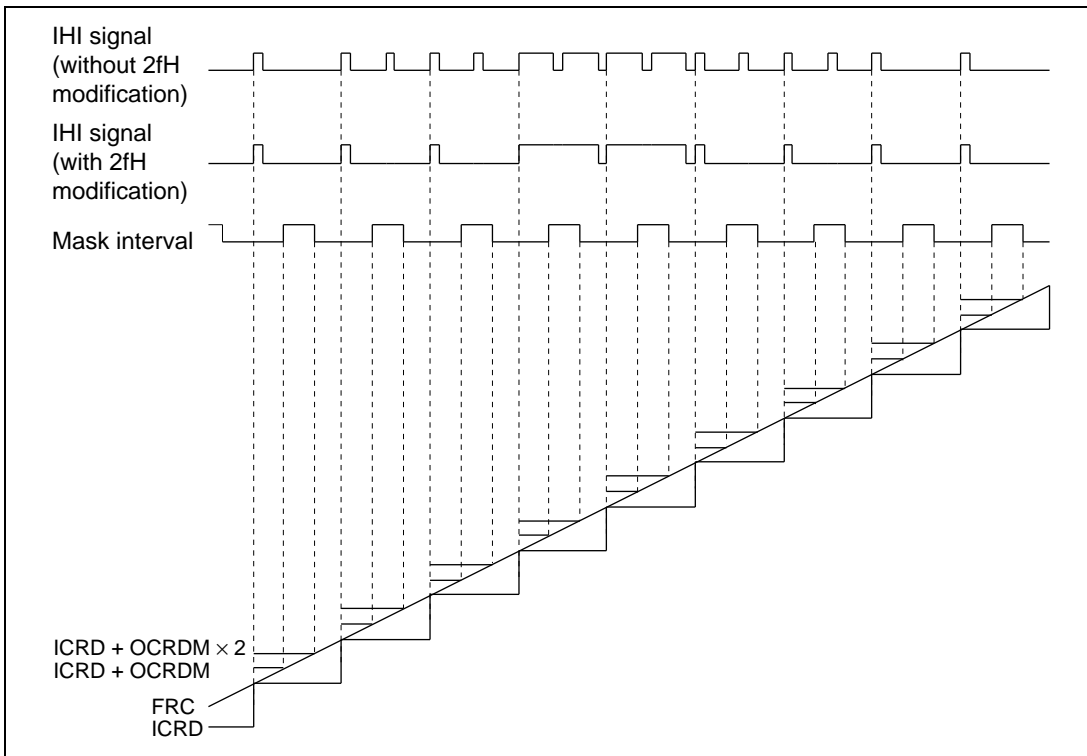 IHI signal
(without 2fH
modification)
IHI signal
(with 2fH
modification)
Mask interval
ICRD + OCRDM × 2
ICRD + OCRDM
FRC
ICRD